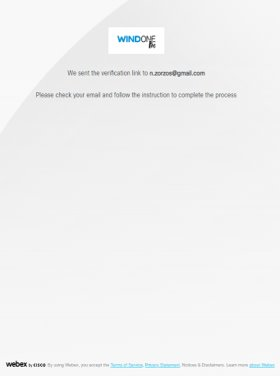 WINDONE
We sent the verification link to n.zorzos@gmail.com
Please check your email and follow the instruction to complete the process
webex by CISCO By using Webex, you accept the Terms of Service, Privacy Statement, Notices & Disclaimers. Learn more about Webex